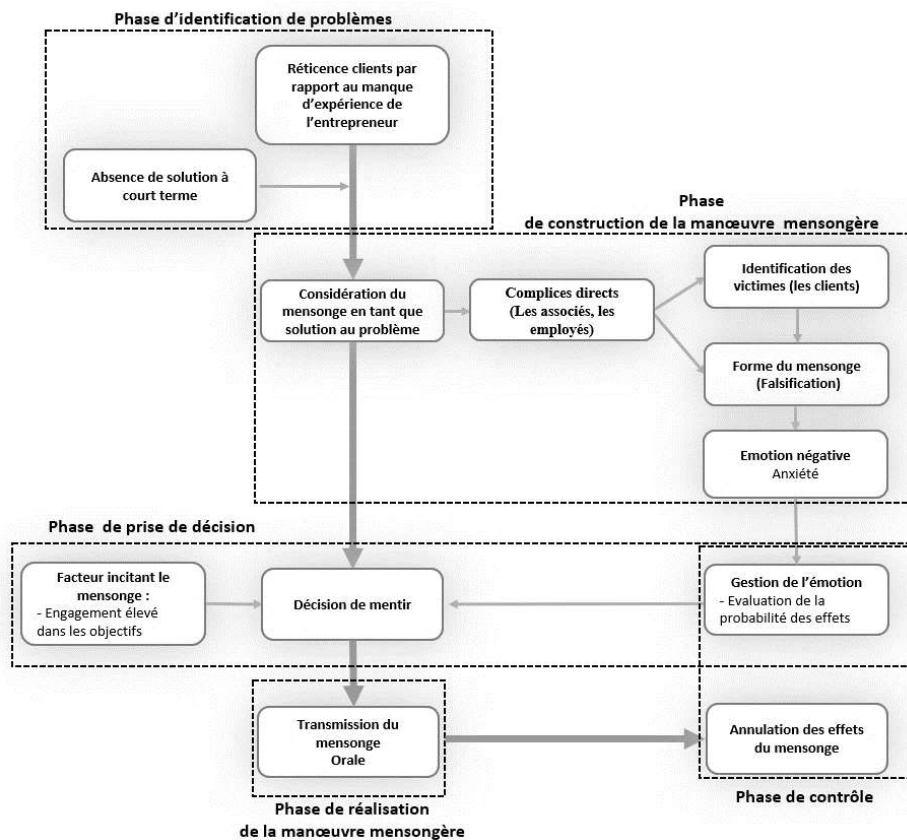 Phase d’identification de problèmes
Réticence clients par
rapport au manque
d’expérience de
l’entrepreneur
Absence de solution à
court terme
Phase
de construction de la manœuvre mensongère
Considération du
mensonge en tant que
solution au problème
Complices directs
(Les associés, les
employés)
Identification des
victimes (les clients)
Forme du mensonge
(Falsification)
Emotion négative
Anxiété
Phase de prise de décision
Facteur incitant le
mensonge :
- Engagement élevé
dans les objectifs
Décision de mentir
Gestion de l’émotion
- Evaluation de la
probabilité des effets
Transmission du
mensonge
Orale
Annulation des effets
du mensonge
Phase de réalisation
de la manœuvre mensongère
Phase de contrôle